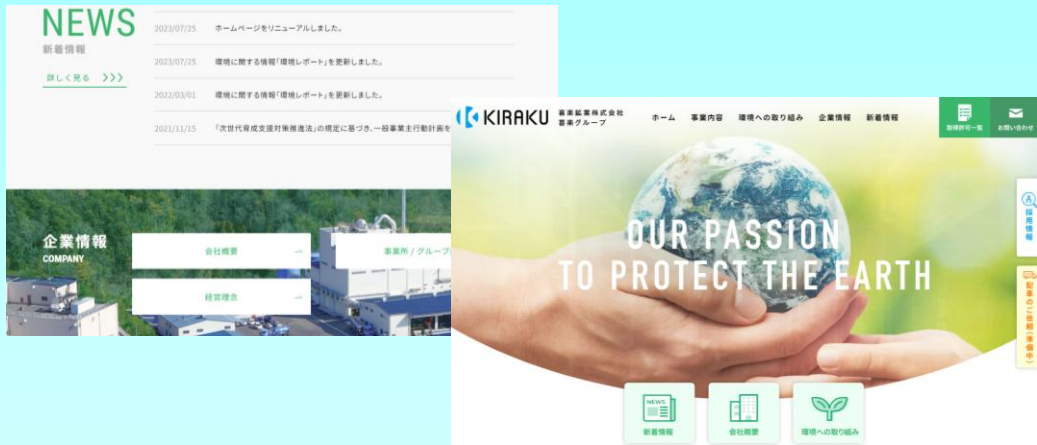 NEWS
新着情報
詳しく見る
2023/07/25 ホームページをリニューアルしました。
2023/07/25 環境に関する情報「環境レポート」を更新しました。
2022/03/01 環境に関する情報「環境レポート」を更新しました。
2021/11/15 「次世代育成支援対策推進法」の規定に基づき、一般事業主行動計画を
企業情報
COMPANY
会社概要
事業所 / グループ
経営理念
KIRAKU 喜楽鉱業株式会社
喜楽グループ
ホーム 事業内容 環境への取り組み 企業情報 新着情報
取得許可一覧 お問い合わせ
OUR PASSION
TO PROTECT THE EARTH
採用情報
配車のご依頼(準備中)
NEWS
新着情報
会社概要
環境への取り組み